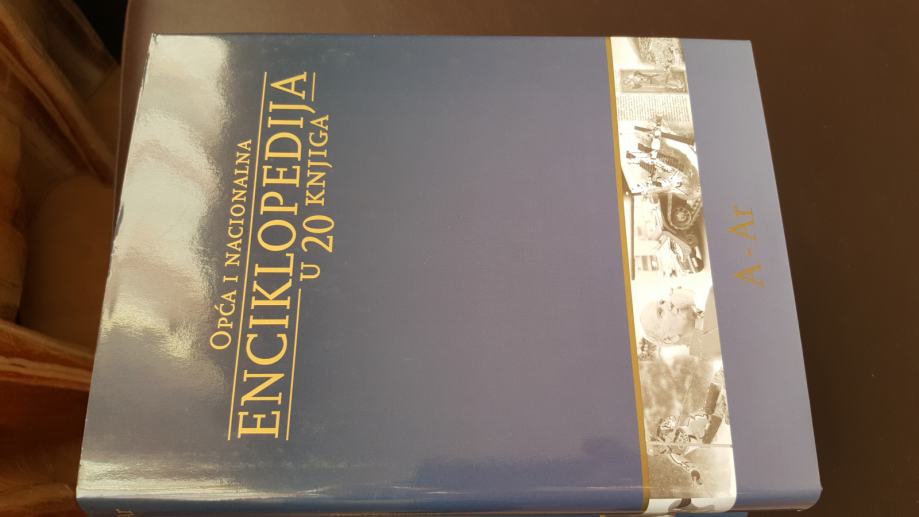 OPĆA I NACIONALNA
ENCIKLOPEDIJA
U 20 KNJIGA
A - Ar